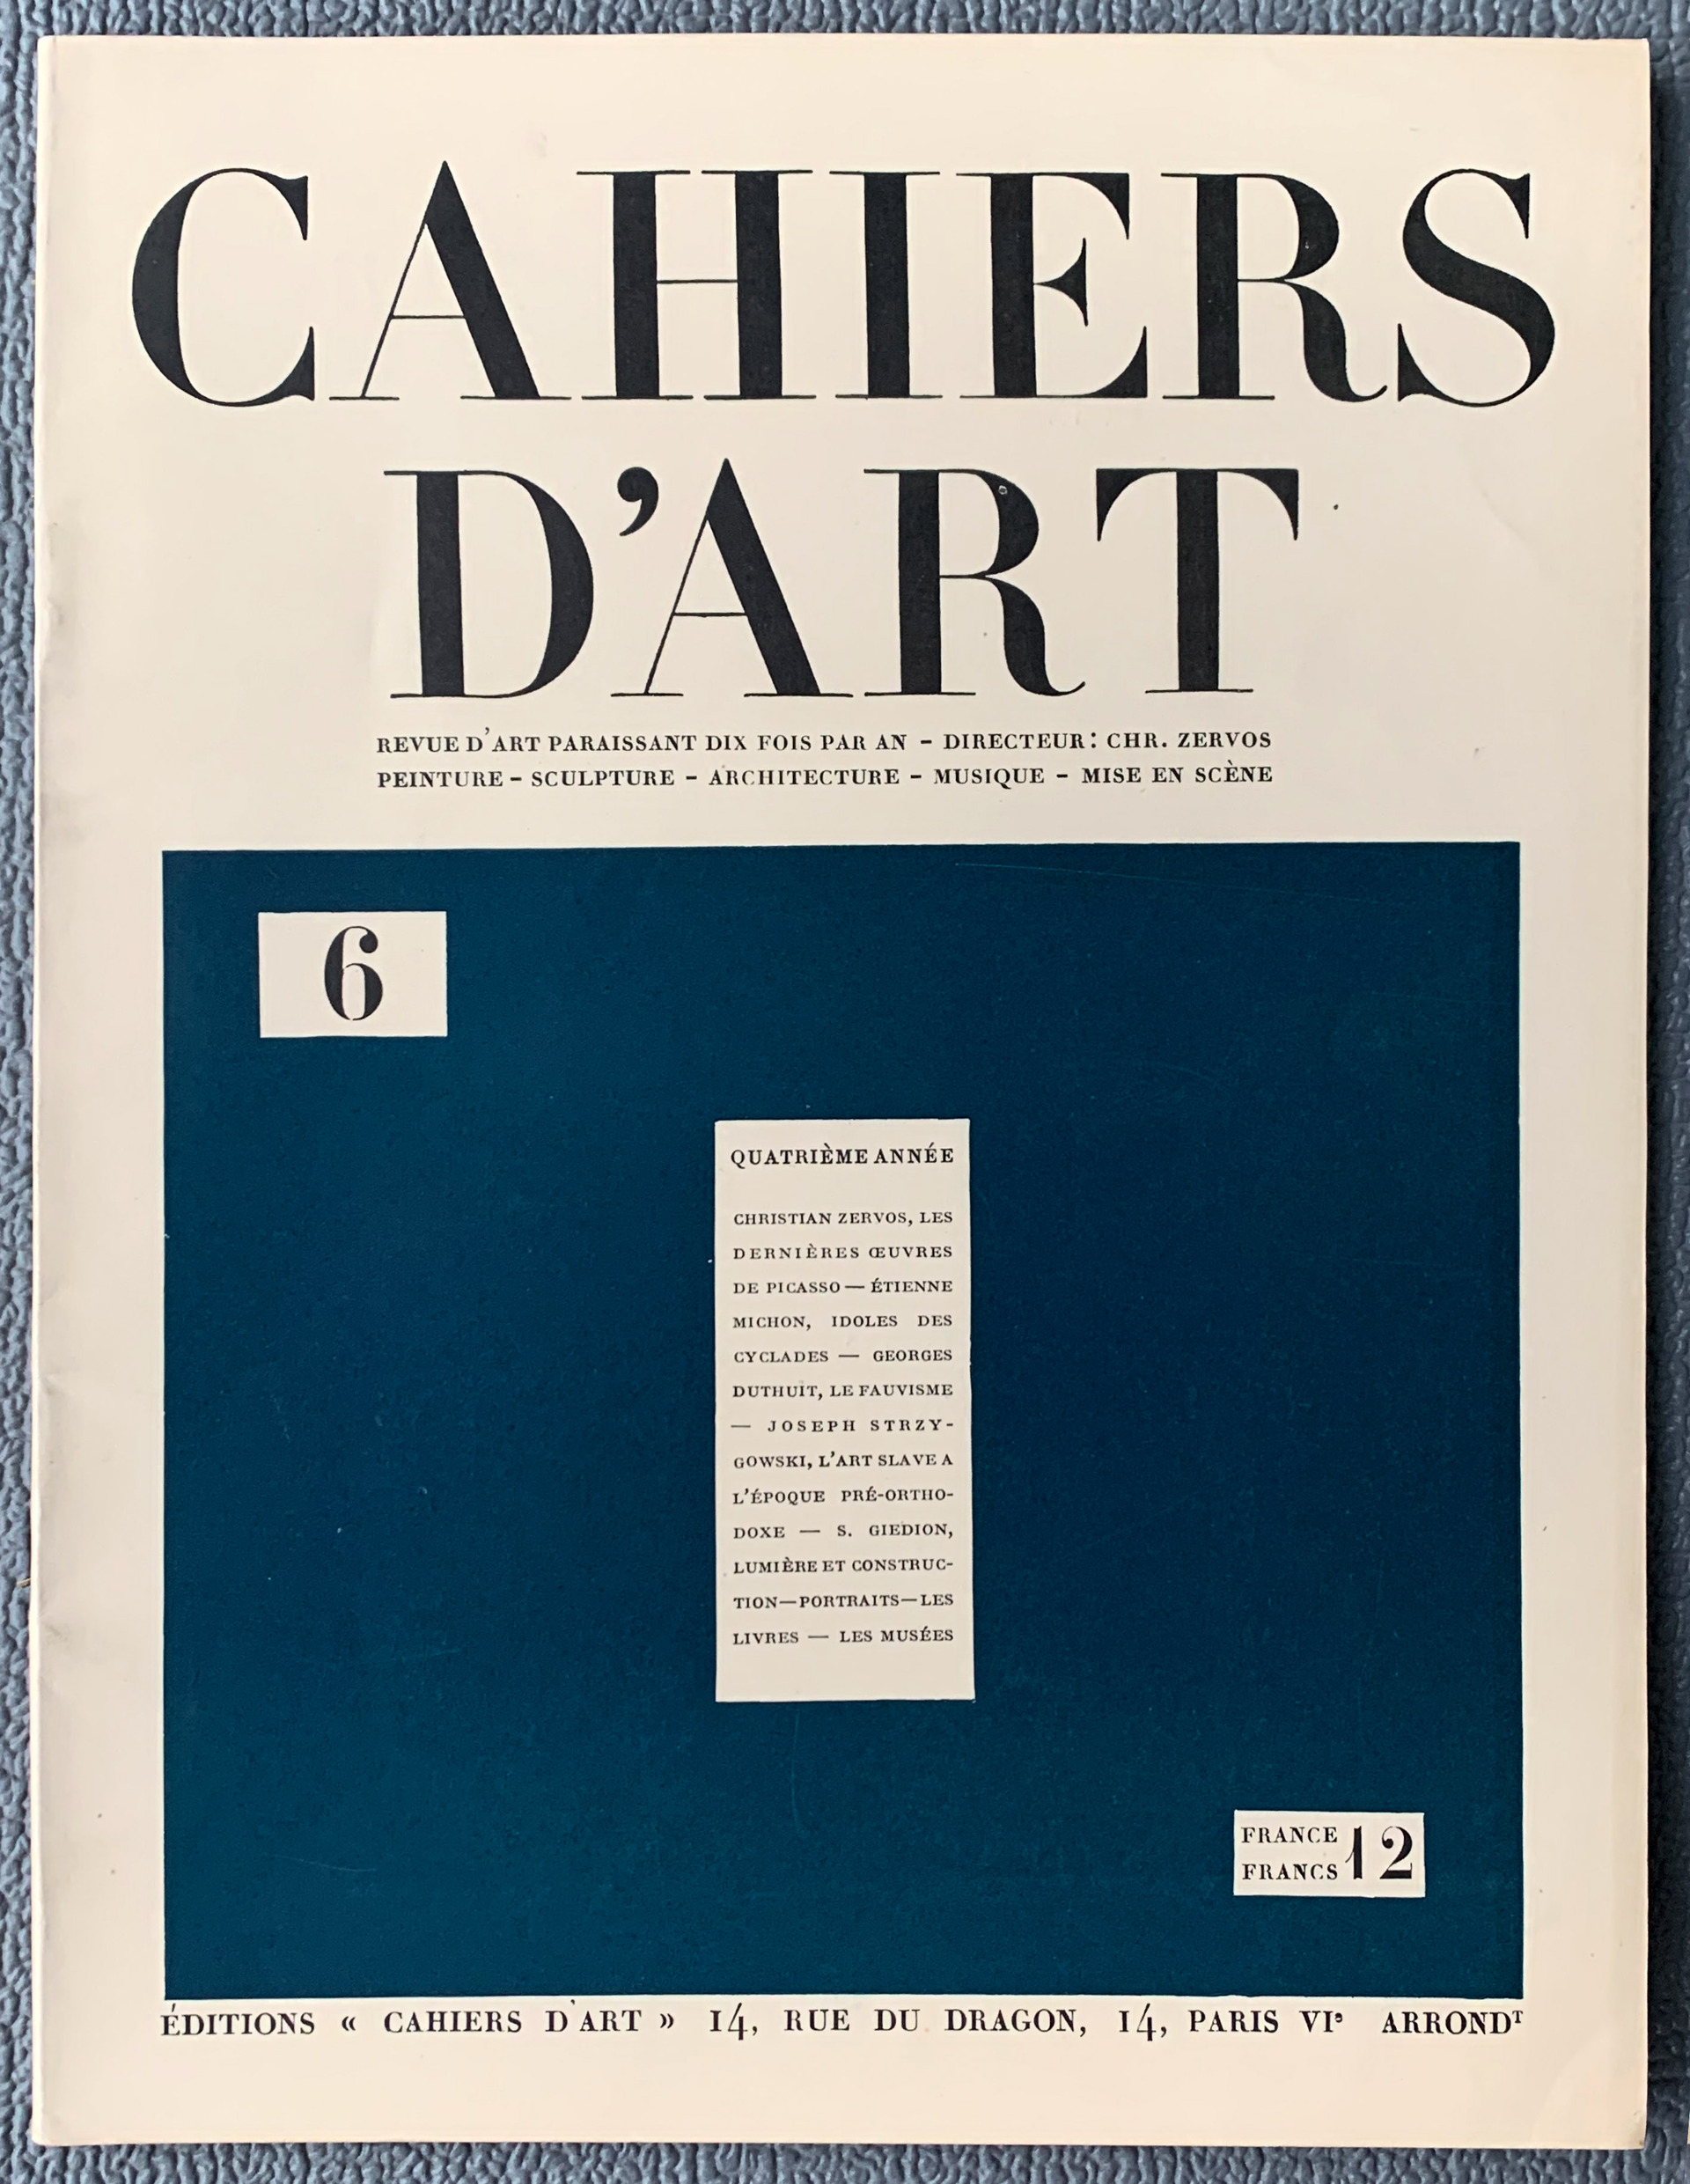 CAHIERS
D'ART
REVUE D'ART PARAISSANT DIX FOIS PAR AN – DIRECTEUR: CHR. ZERVOS
PEINTURE – SCULPTURE – ARCHITECTURE – MUSIQUE – MISE EN SCÈNE
6
QUATRIÈME ANNÉE
CHRISTIAN ZERVOS, LES
DERNIÈRES ŒUVRES
DE PICASSO — ÉTIENNE
MICHON, IDOLES DES
CYCLADES — GEORGES
DUTHUIT, LE FAUVISME
— JOSEPH STRZY-
GOWSKI, L'ART SLAVE A
L'ÉPOQUE PRÉ-ORTHO-
DOXE — S. GIEDION,
LUMIÈRE ET CONSTRUC-
TION—PORTRAITS—LES
LIVRES — LES MUSÉES
FRANCE
FRANCS 12
ÉDITIONS « CAHIERS D'ART » 14, RUE DU DRAGON, 14, PARIS VIe ARRONDT